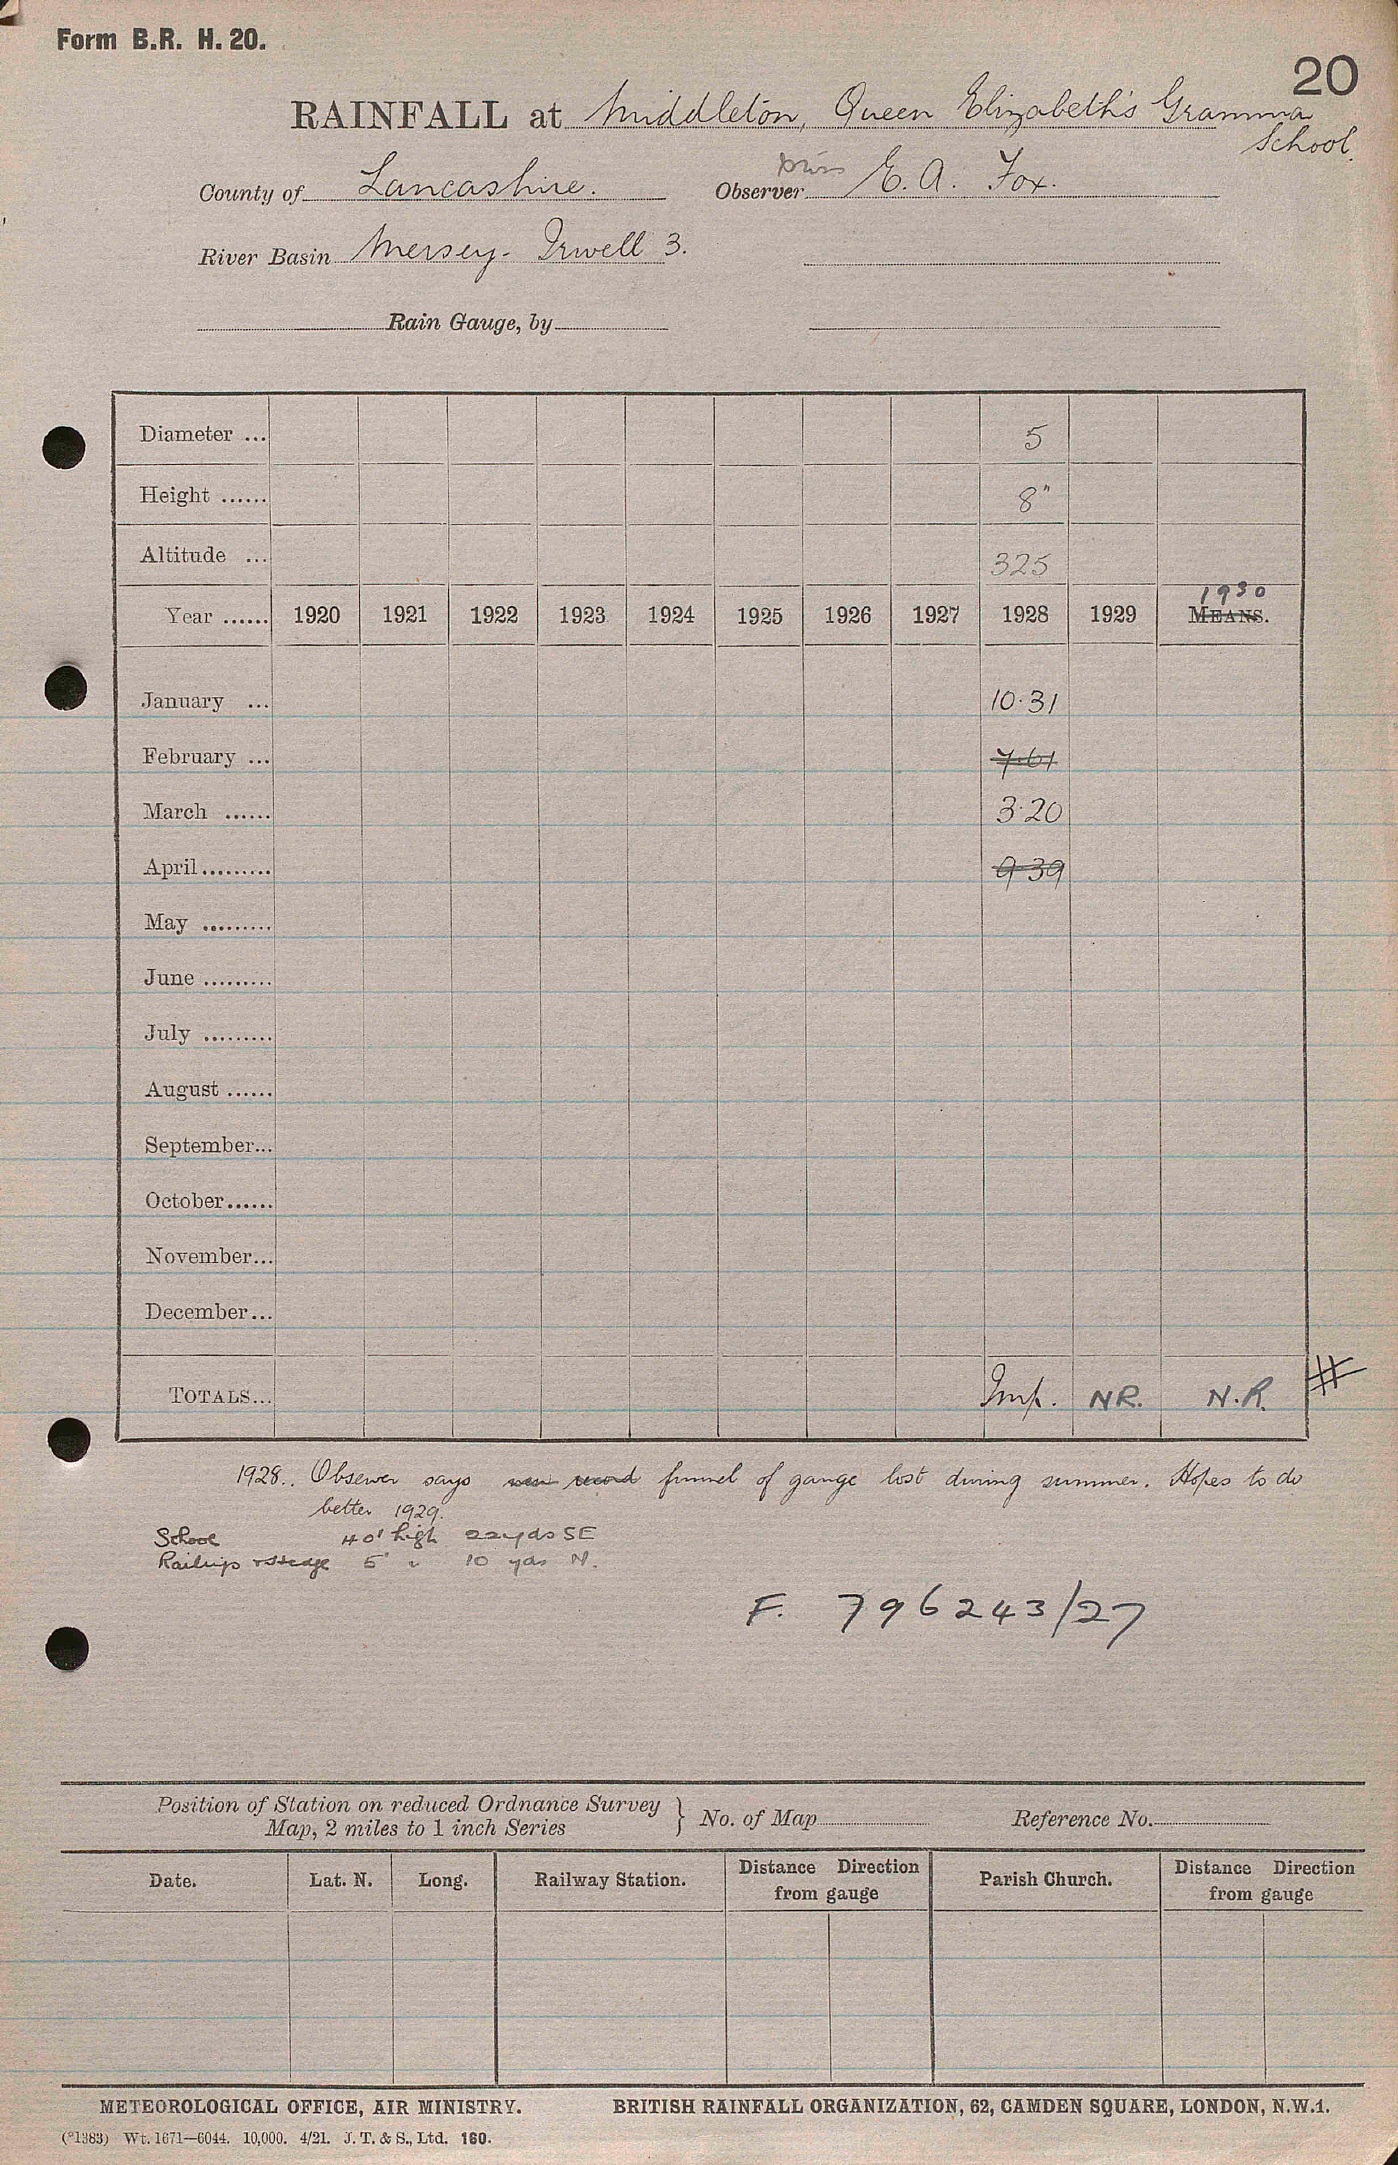 Form B.R. H. 20.
20
RAINFALL at Middleton, Queen Elizabeth's Gramma
School.
County of Lancashire. Observer Miss E. A. Fox.
River Basin Mersey-Irwell 3.
Rain Gauge, by
Diameter ... 5
Height ...... 8"
Altitude ... 325
Year ...... 1920 1921 1922 1923 1924 1925 1926 1927 1928 1929 MEANS. 1930
January ... 10.31
February ... 7.61
March ...... 3.20
April......... 9.39
May .........
June .........
July .........
August ......
September...
October......
November...
December...
TOTALS... Imp. NR. N.R.
1928.. Observer says record funnel of gauge lost during summer. Hopes to do
better 1929.
School 40' high 22yds SE
Railings 5' " 10 yds N.
F. 796243/27
Position of Station on reduced Ordnance Survey
Map, 2 miles to 1 inch Series } No. of Map Reference No.
Date. Lat. N. Long. Railway Station. Distance Direction from gauge Parish Church. Distance Direction from gauge
METEOROLOGICAL OFFICE, AIR MINISTRY. BRITISH RAINFALL ORGANIZATION, 62, CAMDEN SQUARE, LONDON, N.W.1.
(*1383) Wt. 1671—6044. 10,000. 4/21. J. T. & S., Ltd. 160.